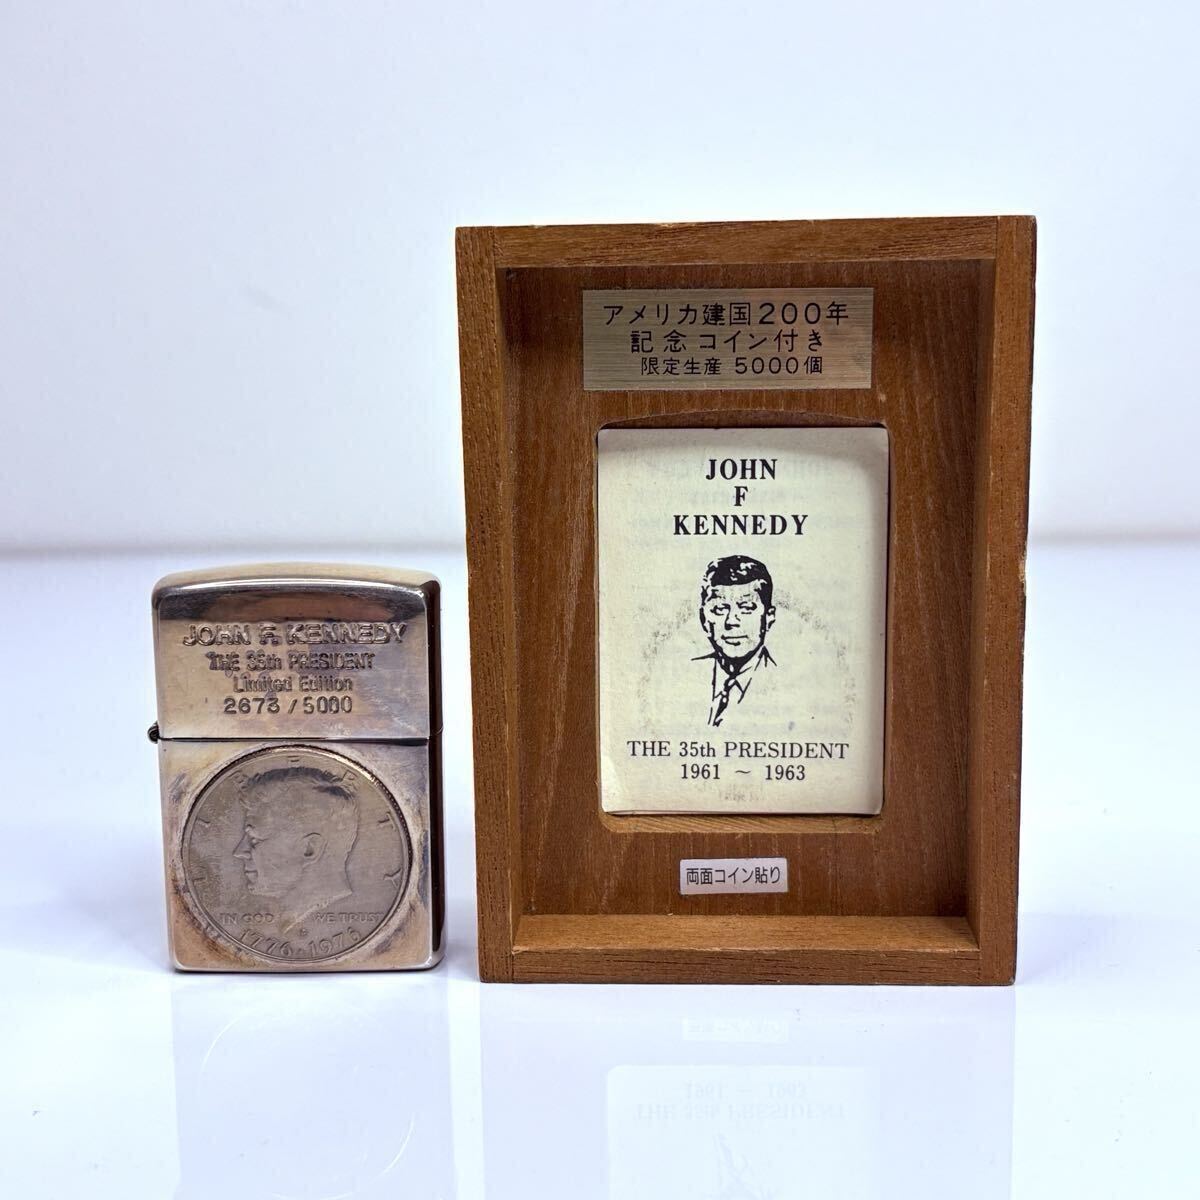 JOHN F. KENNEDY
THE 35th PRESIDENT
Limited Edition
2673 / 5000
LIBERTY
IN GOD WE TRUST
1776・1976
アメリカ建国200年
記念コイン付き
限定生産 5000個
JOHN
F
KENNEDY
THE 35th PRESIDENT
1961 ～ 1963
両面コイン貼り